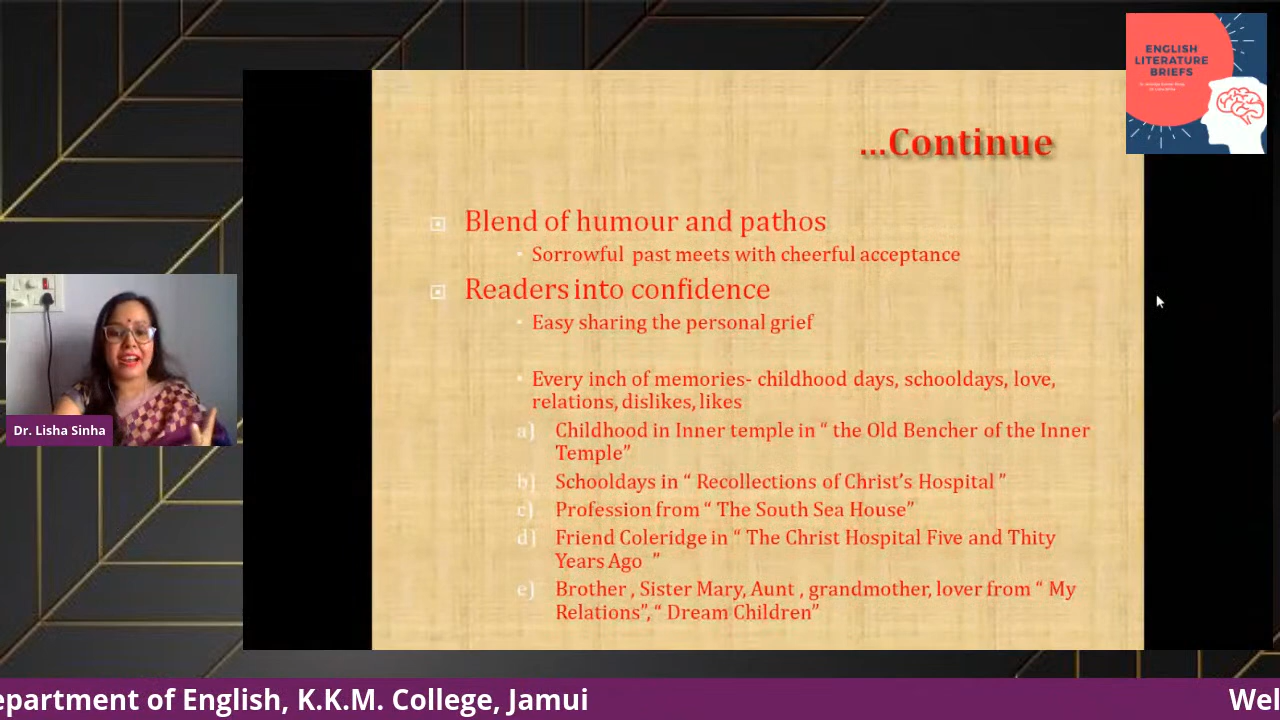 ENGLISH
LITERATURE
BRIEFS
...Continue
Blend of humour and pathos
Sorrowful past meets with cheerful acceptance
Readers into confidence
Easy sharing the personal grief
Every inch of memories- childhood days, schooldays, love,
relations, dislikes, likes
a) Childhood in Inner temple in “ the Old Bencher of the Inner
Temple”
b) Schooldays in “ Recollections of Christ’s Hospital ”
c) Profession from “ The South Sea House”
d) Friend Coleridge in “ The Christ Hospital Five and Thity
Years Ago ”
e) Brother , Sister Mary, Aunt , grandmother, lover from “ My
Relations”, “ Dream Children”
Dr. Lisha Sinha
epartment of English, K.K.M. College, Jamui
Wel